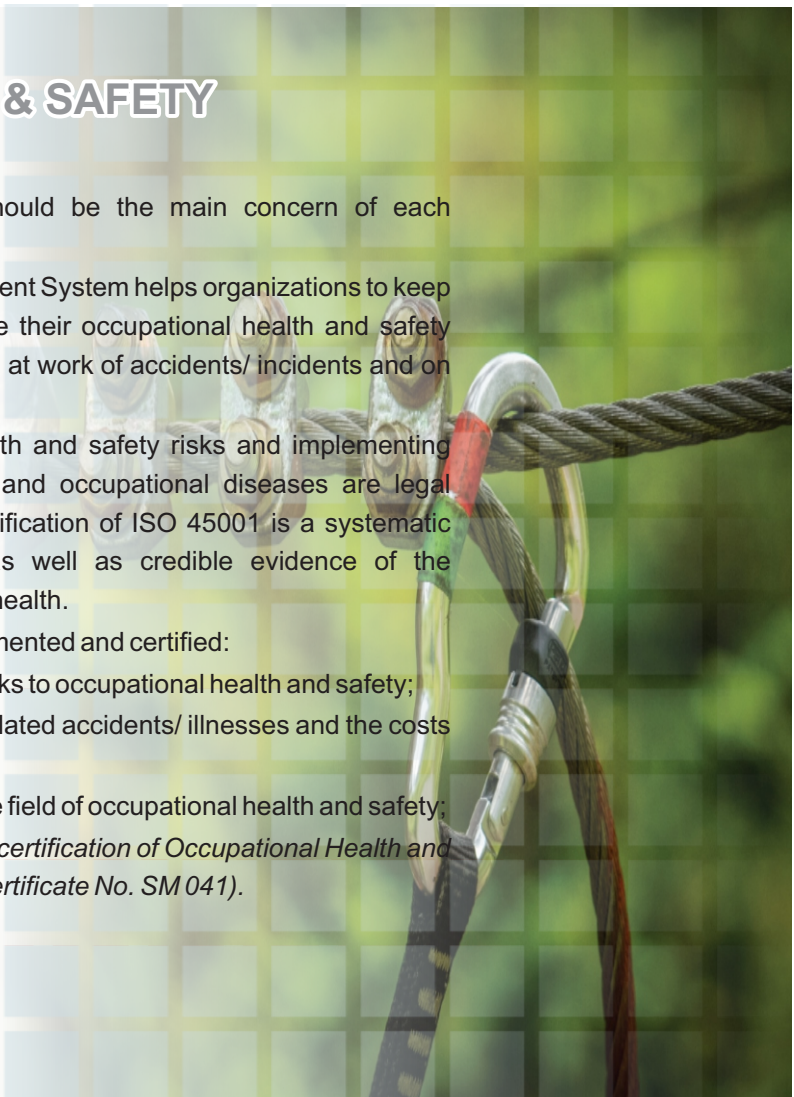 & SAFETY
hould be the main concern of each
ent System helps organizations to keep
e their occupational health and safety
at work of accidents/ incidents and on
th and safety risks and implementing
and occupational diseases are legal
ification of ISO 45001 is a systematic
s well as credible evidence of the
health.
mented and certified:
ks to occupational health and safety;
lated accidents/ illnesses and the costs
e field of occupational health and safety;
certification of Occupational Health and
ertificate No. SM 041).